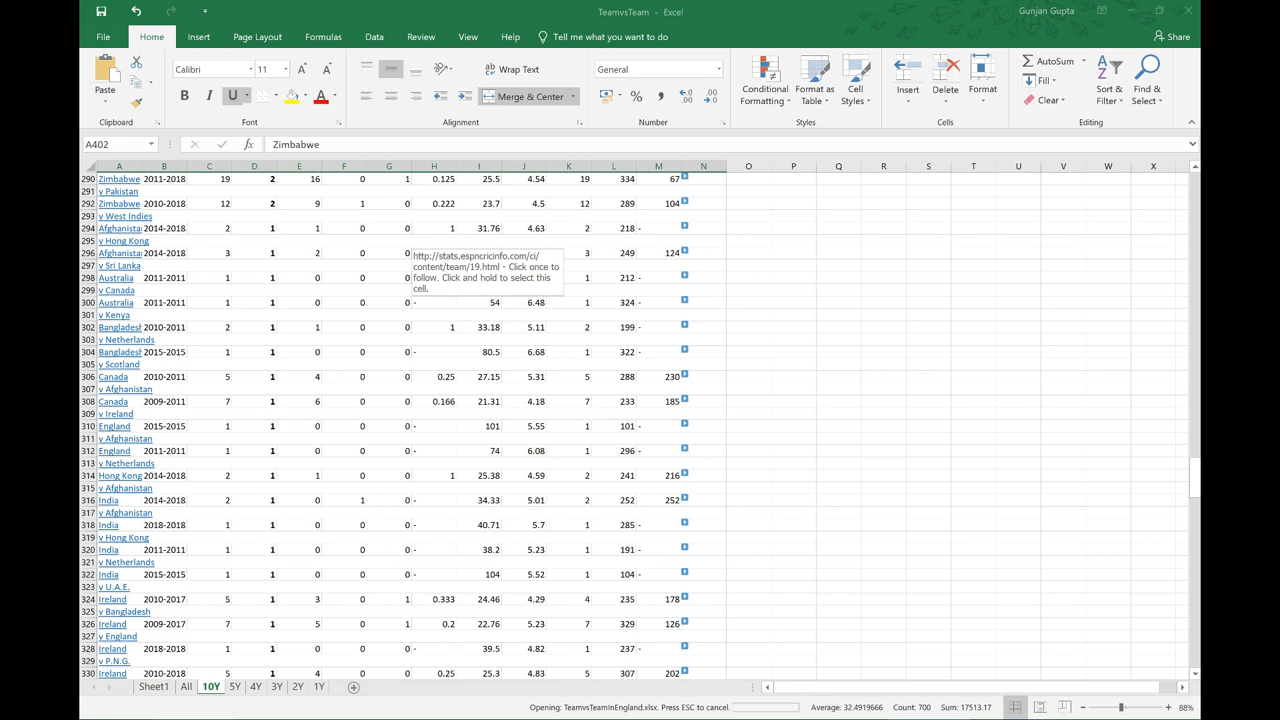 TeamvsTeam - Excel
Gunjan Gupta
File Home Insert Page Layout Formulas Data Review View Help Tell me what you want to do Share
Paste
Calibri 11
B I U
Wrap Text
Merge & Center
General
% ,
Conditional Formatting
Format as Table
Cell Styles
Insert
Delete
Format
AutoSum
Fill
Clear
Sort & Filter
Find & Select
Clipboard Font Alignment Number Styles Cells Editing
A402 fx Zimbabwe
A B C D E F G H I J K L M N O P Q R S T U V W X
290 Zimbabwe 2011-2018 19 2 16 0 1 0.125 25.5 4.54 19 334 67
291 v Pakistan
292 Zimbabwe 2010-2018 12 2 9 1 0 0.222 23.7 4.5 12 289 104
293 v West Indies
294 Afghanista 2014-2018 2 1 1 0 0 1 31.76 4.63 2 218 -
295 v Hong Kong
296 Afghanista 2014-2018 3 1 2 0 0 3 249 124
297 v Sri Lanka
298 Australia 2011-2011 1 1 0 0 0 1 212 -
299 v Canada
300 Australia 2011-2011 1 1 0 0 0 - 54 6.48 1 324 -
301 v Kenya
302 Bangladesh 2010-2011 2 1 1 0 0 1 33.18 5.11 2 199 -
303 v Netherlands
304 Bangladesh 2015-2015 1 1 0 0 0 - 80.5 6.68 1 322 -
305 v Scotland
306 Canada 2010-2011 5 1 4 0 0 0.25 27.15 5.31 5 288 230
307 v Afghanistan
308 Canada 2009-2011 7 1 6 0 0 0.166 21.31 4.18 7 233 185
309 v Ireland
310 England 2015-2015 1 1 0 0 0 - 101 5.55 1 101 -
311 v Afghanistan
312 England 2011-2011 1 1 0 0 0 - 74 6.08 1 296 -
313 v Netherlands
314 Hong Kong 2014-2018 2 1 1 0 0 1 25.38 4.59 2 241 216
315 v Afghanistan
316 India 2014-2018 2 1 0 1 0 - 34.33 5.01 2 252 252
317 v Afghanistan
318 India 2018-2018 1 1 0 0 0 - 40.71 5.7 1 285 -
319 v Hong Kong
320 India 2011-2011 1 1 0 0 0 - 38.2 5.23 1 191 -
321 v Netherlands
322 India 2015-2015 1 1 0 0 0 - 104 5.52 1 104 -
323 v U.A.E.
324 Ireland 2010-2017 5 1 3 0 1 0.333 24.46 4.29 4 235 178
325 v Bangladesh
326 Ireland 2009-2017 7 1 5 0 1 0.2 22.76 5.23 7 329 126
327 v England
328 Ireland 2018-2018 1 1 0 0 0 - 39.5 4.82 1 237 -
329 v P.N.G.
330 Ireland 2010-2018 5 1 4 0 0 0.25 25.3 4.83 5 307 202
http://stats.espncricinfo.com/ci/
content/team/19.html - Click once to
follow. Click and hold to select this
cell.
Sheet1 All 10Y 5Y 4Y 3Y 2Y 1Y
Opening: TeamvsTeamInEngland.xlsx. Press ESC to cancel. Average: 32.4919666 Count: 700 Sum: 17513.17 88%